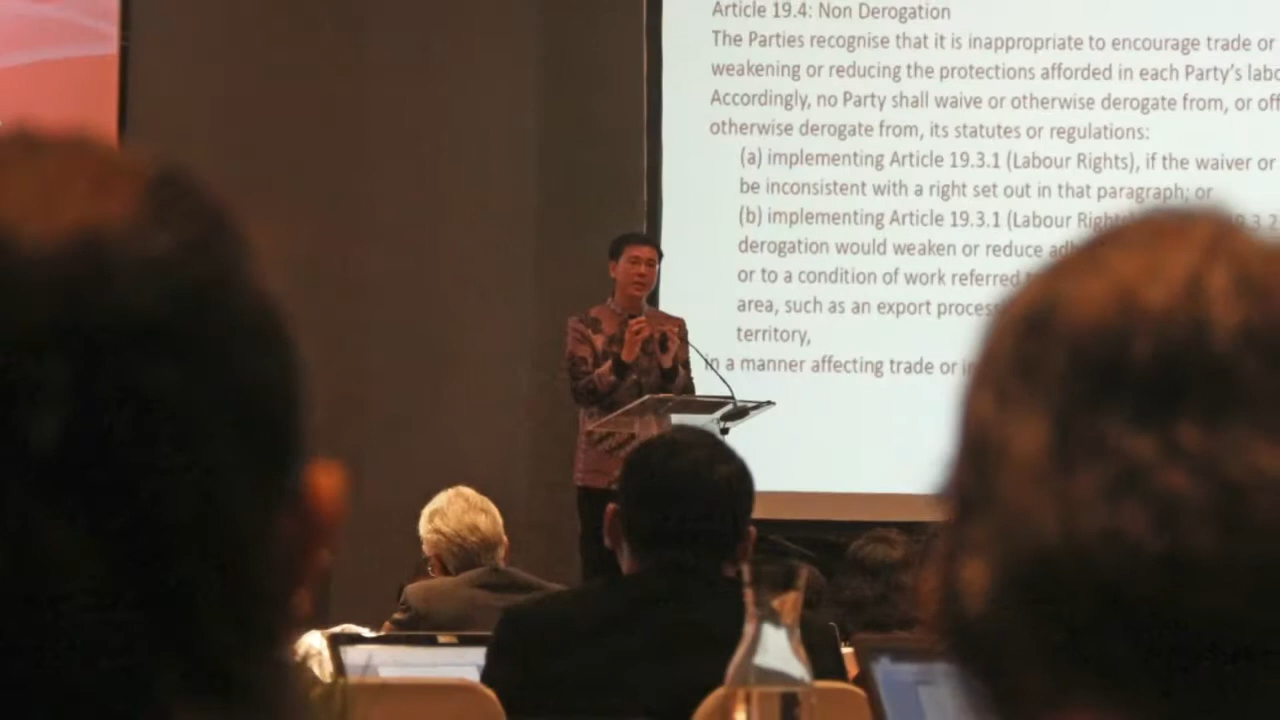 Article 19.4: Non Derogation
The Parties recognise that it is inappropriate to encourage trade or
weakening or reducing the protections afforded in each Party's labo
Accordingly, no Party shall waive or otherwise derogate from, or off
otherwise derogate from, its statutes or regulations:
(a) implementing Article 19.3.1 (Labour Rights), if the waiver or
be inconsistent with a right set out in that paragraph; or
(b) implementing Article 19.3.1 (Labour Rights
derogation would weaken or reduce
or to a condition of work referred
area, such as an export process
territory,
in a manner affecting trade or